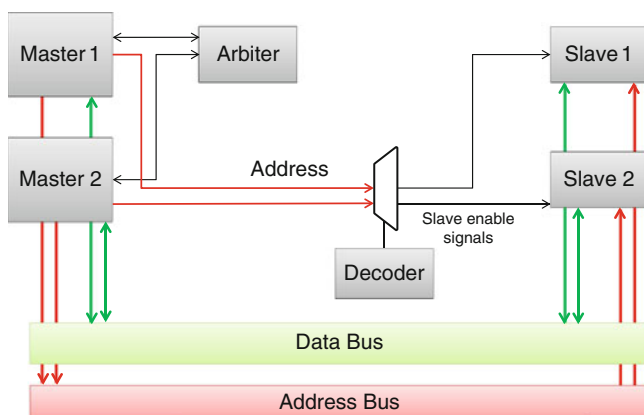 Master 1
Arbiter
Slave 1
Master 2
Address
Slave 2
Slave enable
signals
Decoder
Data Bus
Address Bus